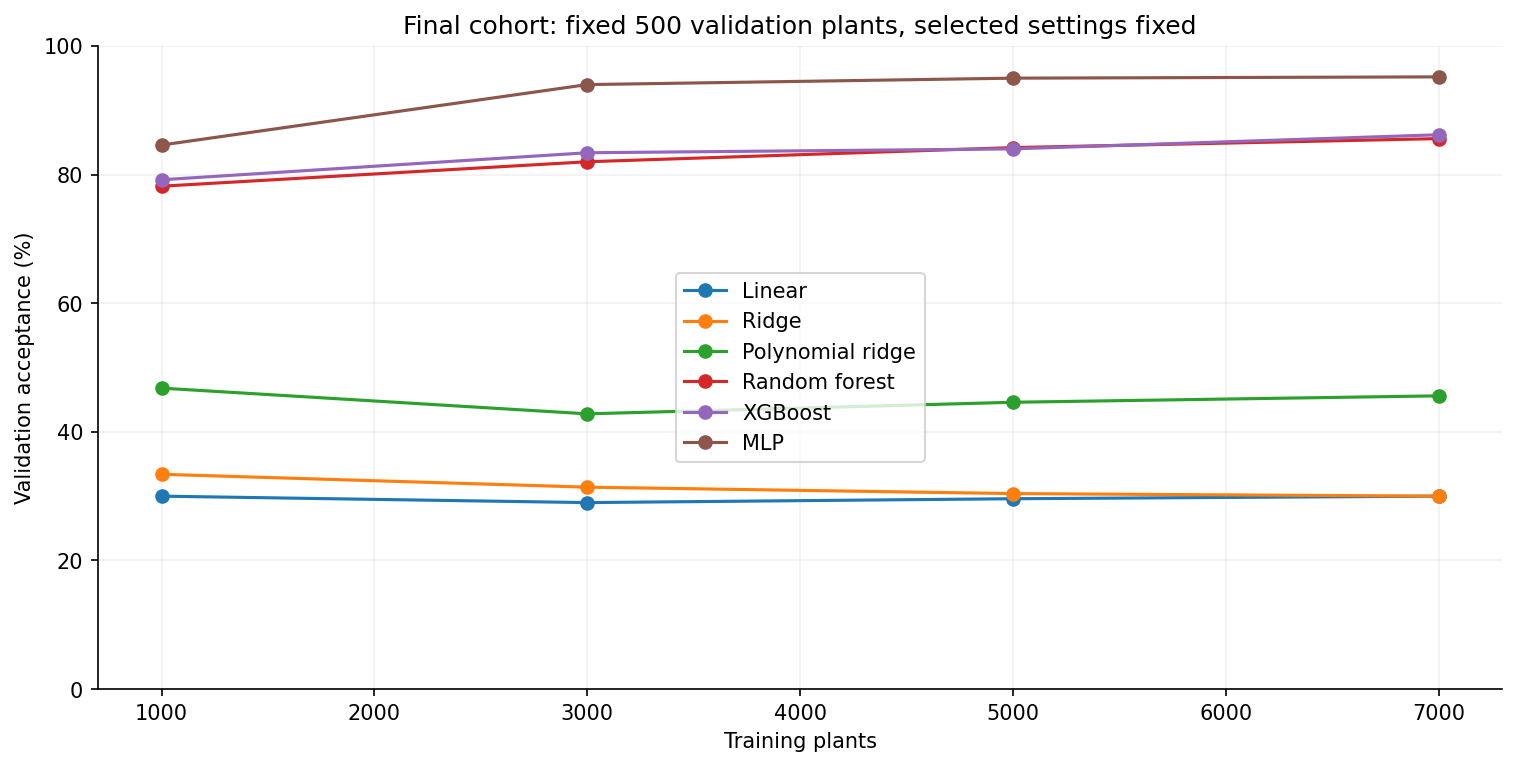 Final cohort: fixed 500 validation plants, selected settings fixed
Validation acceptance (%)
100
80
60
40
20
0
Linear
Ridge
Polynomial ridge
Random forest
XGBoost
MLP
1000 2000 3000 4000 5000 6000 7000
Training plants